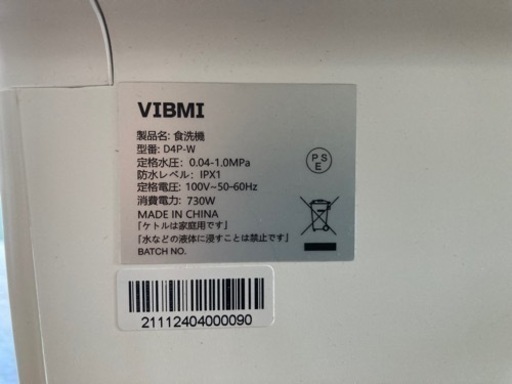 VIBMI
製品名: 食洗機
型番: D4P-W
定格水圧: 0.04-1.0MPa
防水レベル: IPX1
定格電圧: 100V~50-60Hz
消費電力: 730W
MADE IN CHINA
「ケトルは家庭用です」
「水などの液体に浸すことは禁止です」
BATCH NO.
PS
E
21112404000090